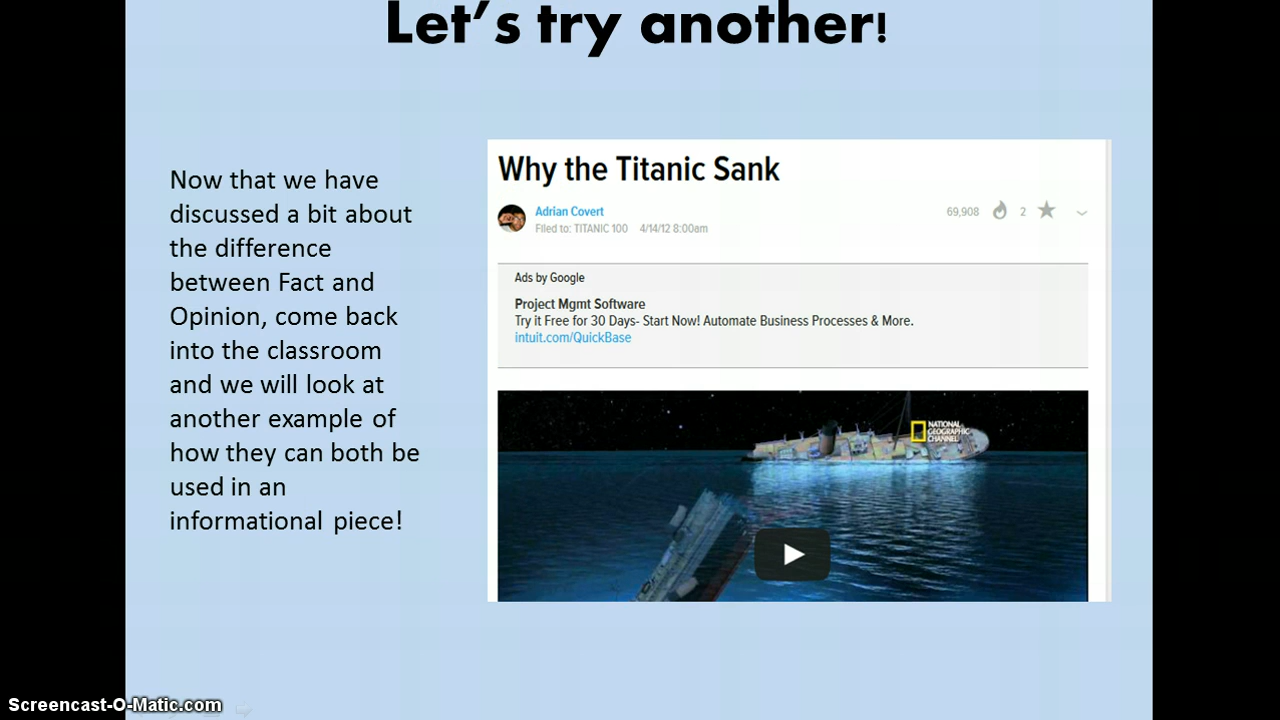 Let's try another!
Now that we have
discussed a bit about
the difference
between Fact and
Opinion, come back
into the classroom
and we will look at
another example of
how they can both be
used in an
informational piece!
Why the Titanic Sank
Adrian Covert
69,908 2
Filed to: TITANIC 100 4/14/12 8:00am
Ads by Google
Project Mgmt Software
Try it Free for 30 Days- Start Now! Automate Business Processes & More.
intuit.com/QuickBase
NATIONAL
GEOGRAPHIC
CHANNEL
Screencast-O-Matic.com